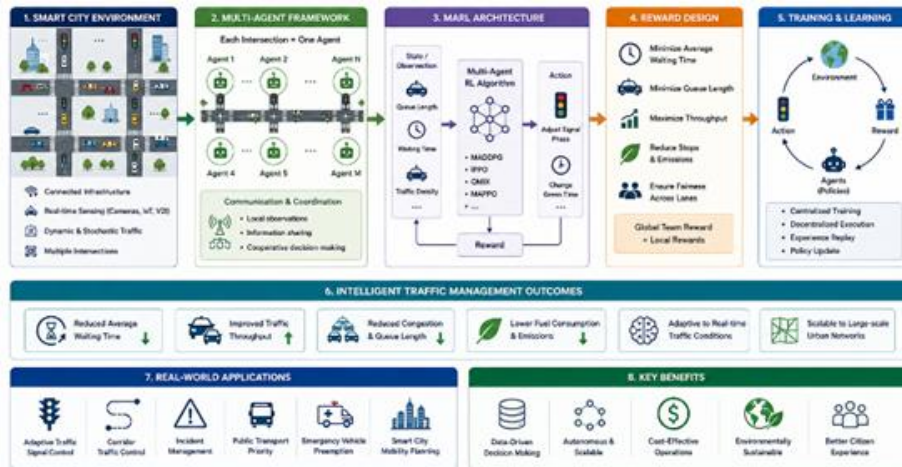 1. SMART CITY ENVIRONMENT
Connected Infrastructure
Real-time Sensing (Cameras, IoT, V2I)
Dynamic & Stochastic Traffic
Multiple Intersections
2. MULTI-AGENT FRAMEWORK
Each Intersection = One Agent
Agent 1
Agent 2
Agent N
Agent 4
Agent 5
Agent M
Communication & Coordination
• Local observations
• Information sharing
• Cooperative decision making
3. MARL ARCHITECTURE
State /
Observation
Queue Length
Waiting Time
Traffic Density
...
Multi-Agent
RL Algorithm
• MADDPG
• IPPO
• QMIX
• MAPPO
• ...
Action
Adjust Signal
Phase
Change
Green Time
...
Reward
4. REWARD DESIGN
Minimize Average
Waiting Time
Minimize Queue Length
Maximize Throughput
Reduce Stops
& Emissions
Ensure Fairness
Across Lanes
Global Team Reward
+ Local Rewards
5. TRAINING & LEARNING
Environment
Action
Reward
Agents
(Policies)
• Centralized Training
• Decentralized Execution
• Experience Replay
• Policy Update
6. INTELLIGENT TRAFFIC MANAGEMENT OUTCOMES
Reduced Average
Waiting Time
Improved Traffic
Throughput
Reduced Congestion
& Queue Length
Lower Fuel Consumption
& Emissions
Adaptive to Real-time
Traffic Conditions
Scalable to Large-scale
Urban Networks
7. REAL-WORLD APPLICATIONS
Adaptive Traffic
Signal Control
Corridor
Traffic Control
Incident
Management
Public Transport
Priority
Emergency Vehicle
Preemption
Smart City
Mobility Planning
8. KEY BENEFITS
Data-Driven
Decision Making
Autonomous &
Scalable
Cost-Effective
Operations
Environmentally
Sustainable
Better Citizen
Experience